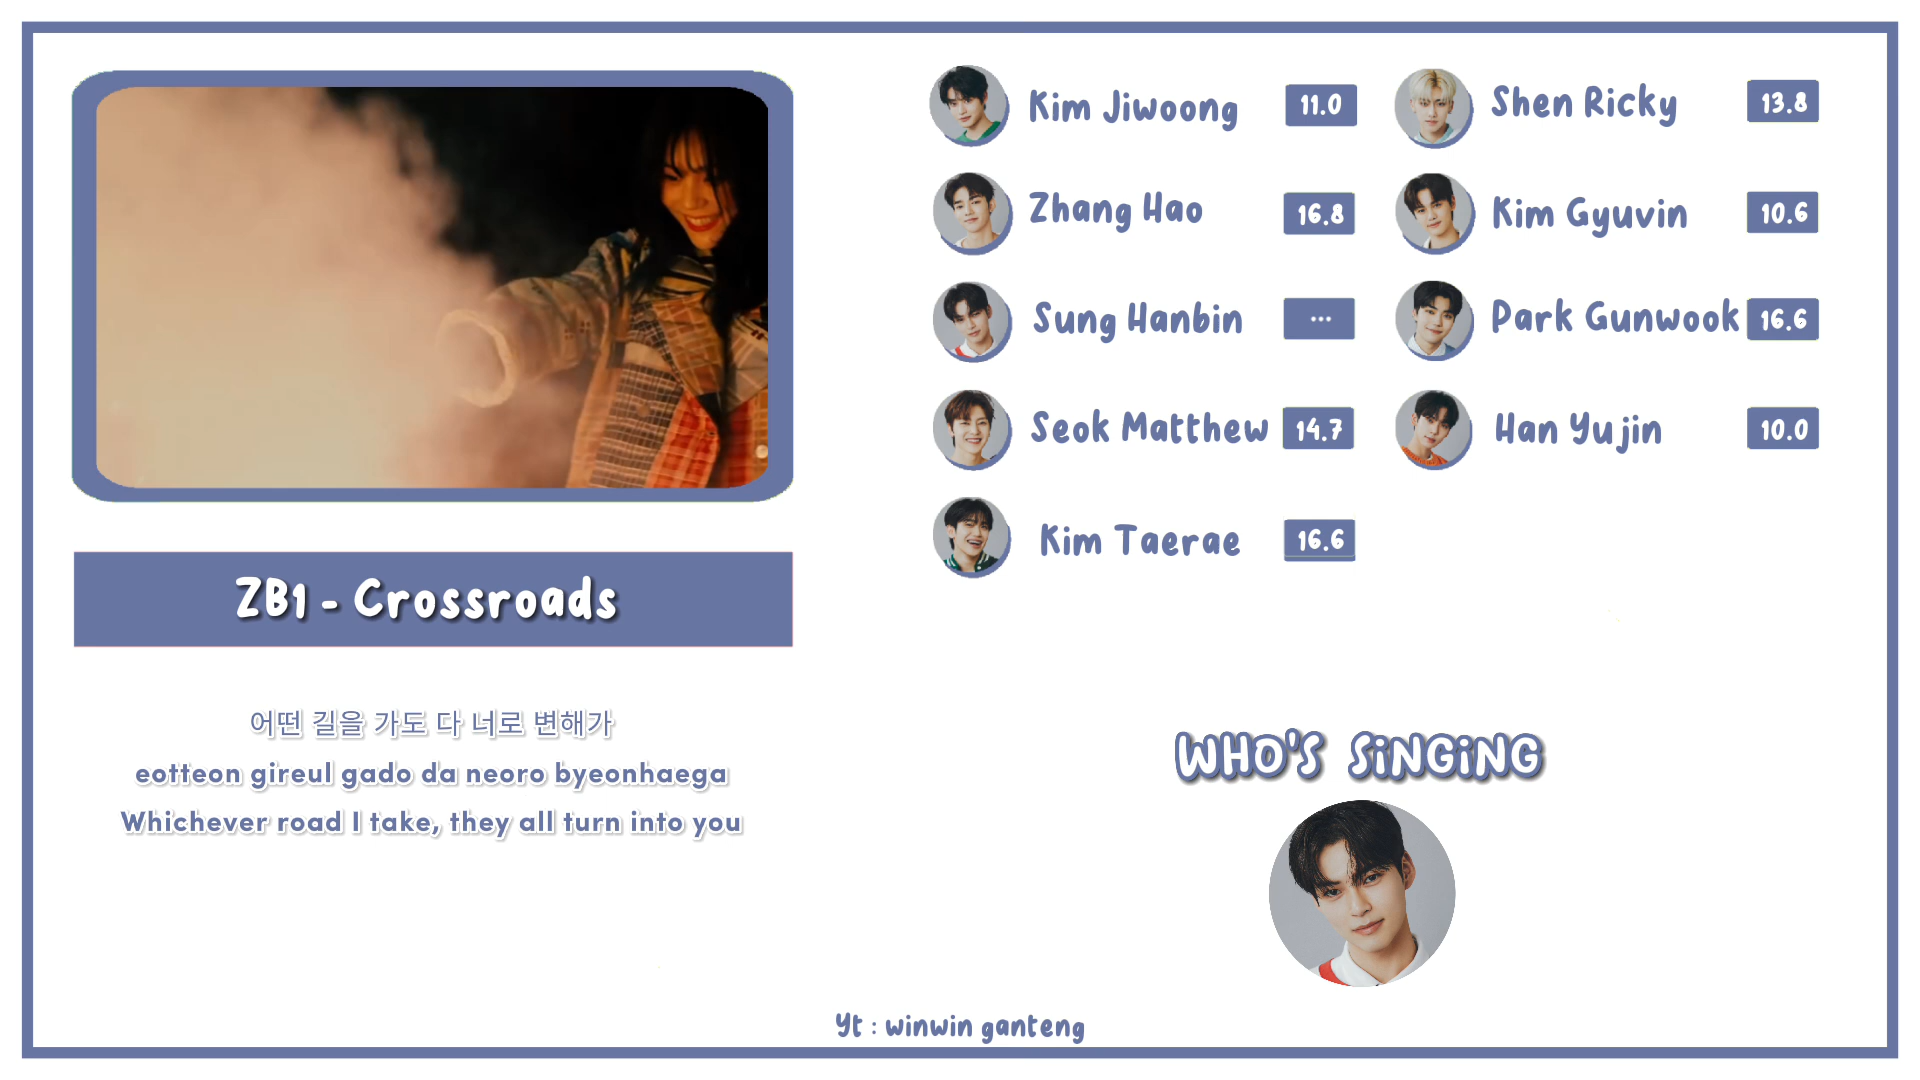 Kim Jiwoong 11.0
Shen Ricky 13.8
Zhang Hao 16.8
Kim Gyuvin 10.6
Sung Hanbin ...
Park Gunwook 16.6
Seok Matthew 14.7
Han Yujin 10.0
Kim Taerae 16.6
ZB1 - Crossroads
어떤 길을 가도 다 너로 변해가
eotteon gireul gado da neoro byeonhaega
Whichever road I take, they all turn into you
WHO'S SiNGiNG
Yt : winwin ganteng